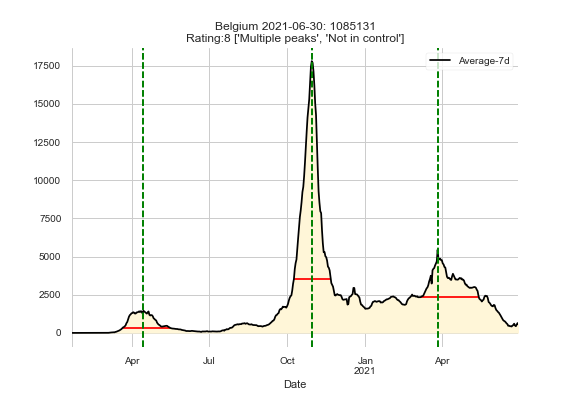 Belgium 2021-06-30: 1085131
Rating:8 ['Multiple peaks', 'Not in control']
Average-7d
17500
15000
12500
10000
7500
5000
2500
0
Apr
Jul
Oct
Jan
2021
Apr
Date